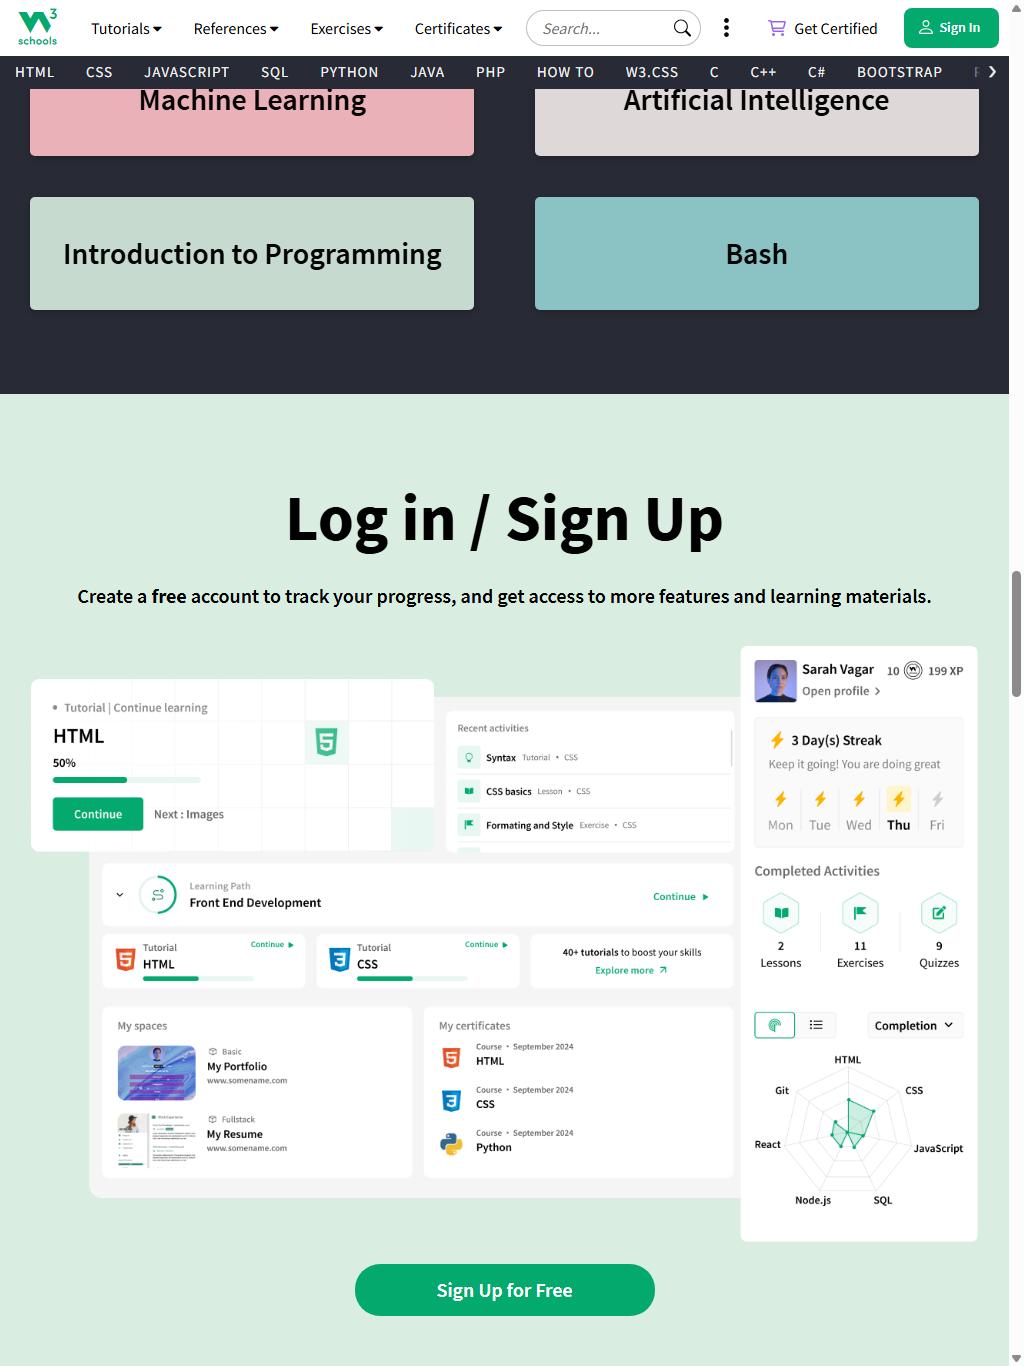 3
schools
Tutorials
References
Exercises
Certificates
Search...
Get Certified
Sign In
HTML
CSS
JAVASCRIPT
SQL
PYTHON
JAVA
PHP
HOW TO
W3.CSS
C
C++
C#
BOOTSTRAP
Machine Learning
Artificial Intelligence
Introduction to Programming
Bash
Log in / Sign Up
Create a free account to track your progress, and get access to more features and learning materials.
• Tutorial | Continue learning
HTML
50%
Continue
Next : Images
Recent activities
Syntax Tutorial • CSS
CSS basics Lesson • CSS
Formating and Style Exercise • CSS
Learning Path
Front End Development
Continue
Tutorial
HTML
Continue
Tutorial
CSS
Continue
40+ tutorials to boost your skills
Explore more
My spaces
Basic
My Portfolio
www.somename.com
Fullstack
My Resume
www.somename.com
My certificates
Course • September 2024
HTML
Course • September 2024
CSS
Course • September 2024
Python
Sarah Vagar
10
199 XP
Open profile
3 Day(s) Streak
Keep it going! You are doing great
Mon
Tue
Wed
Thu
Fri
Completed Activities
2
Lessons
11
Exercises
9
Quizzes
Completion
HTML
CSS
JavaScript
SQL
Node.js
React
Git
Sign Up for Free